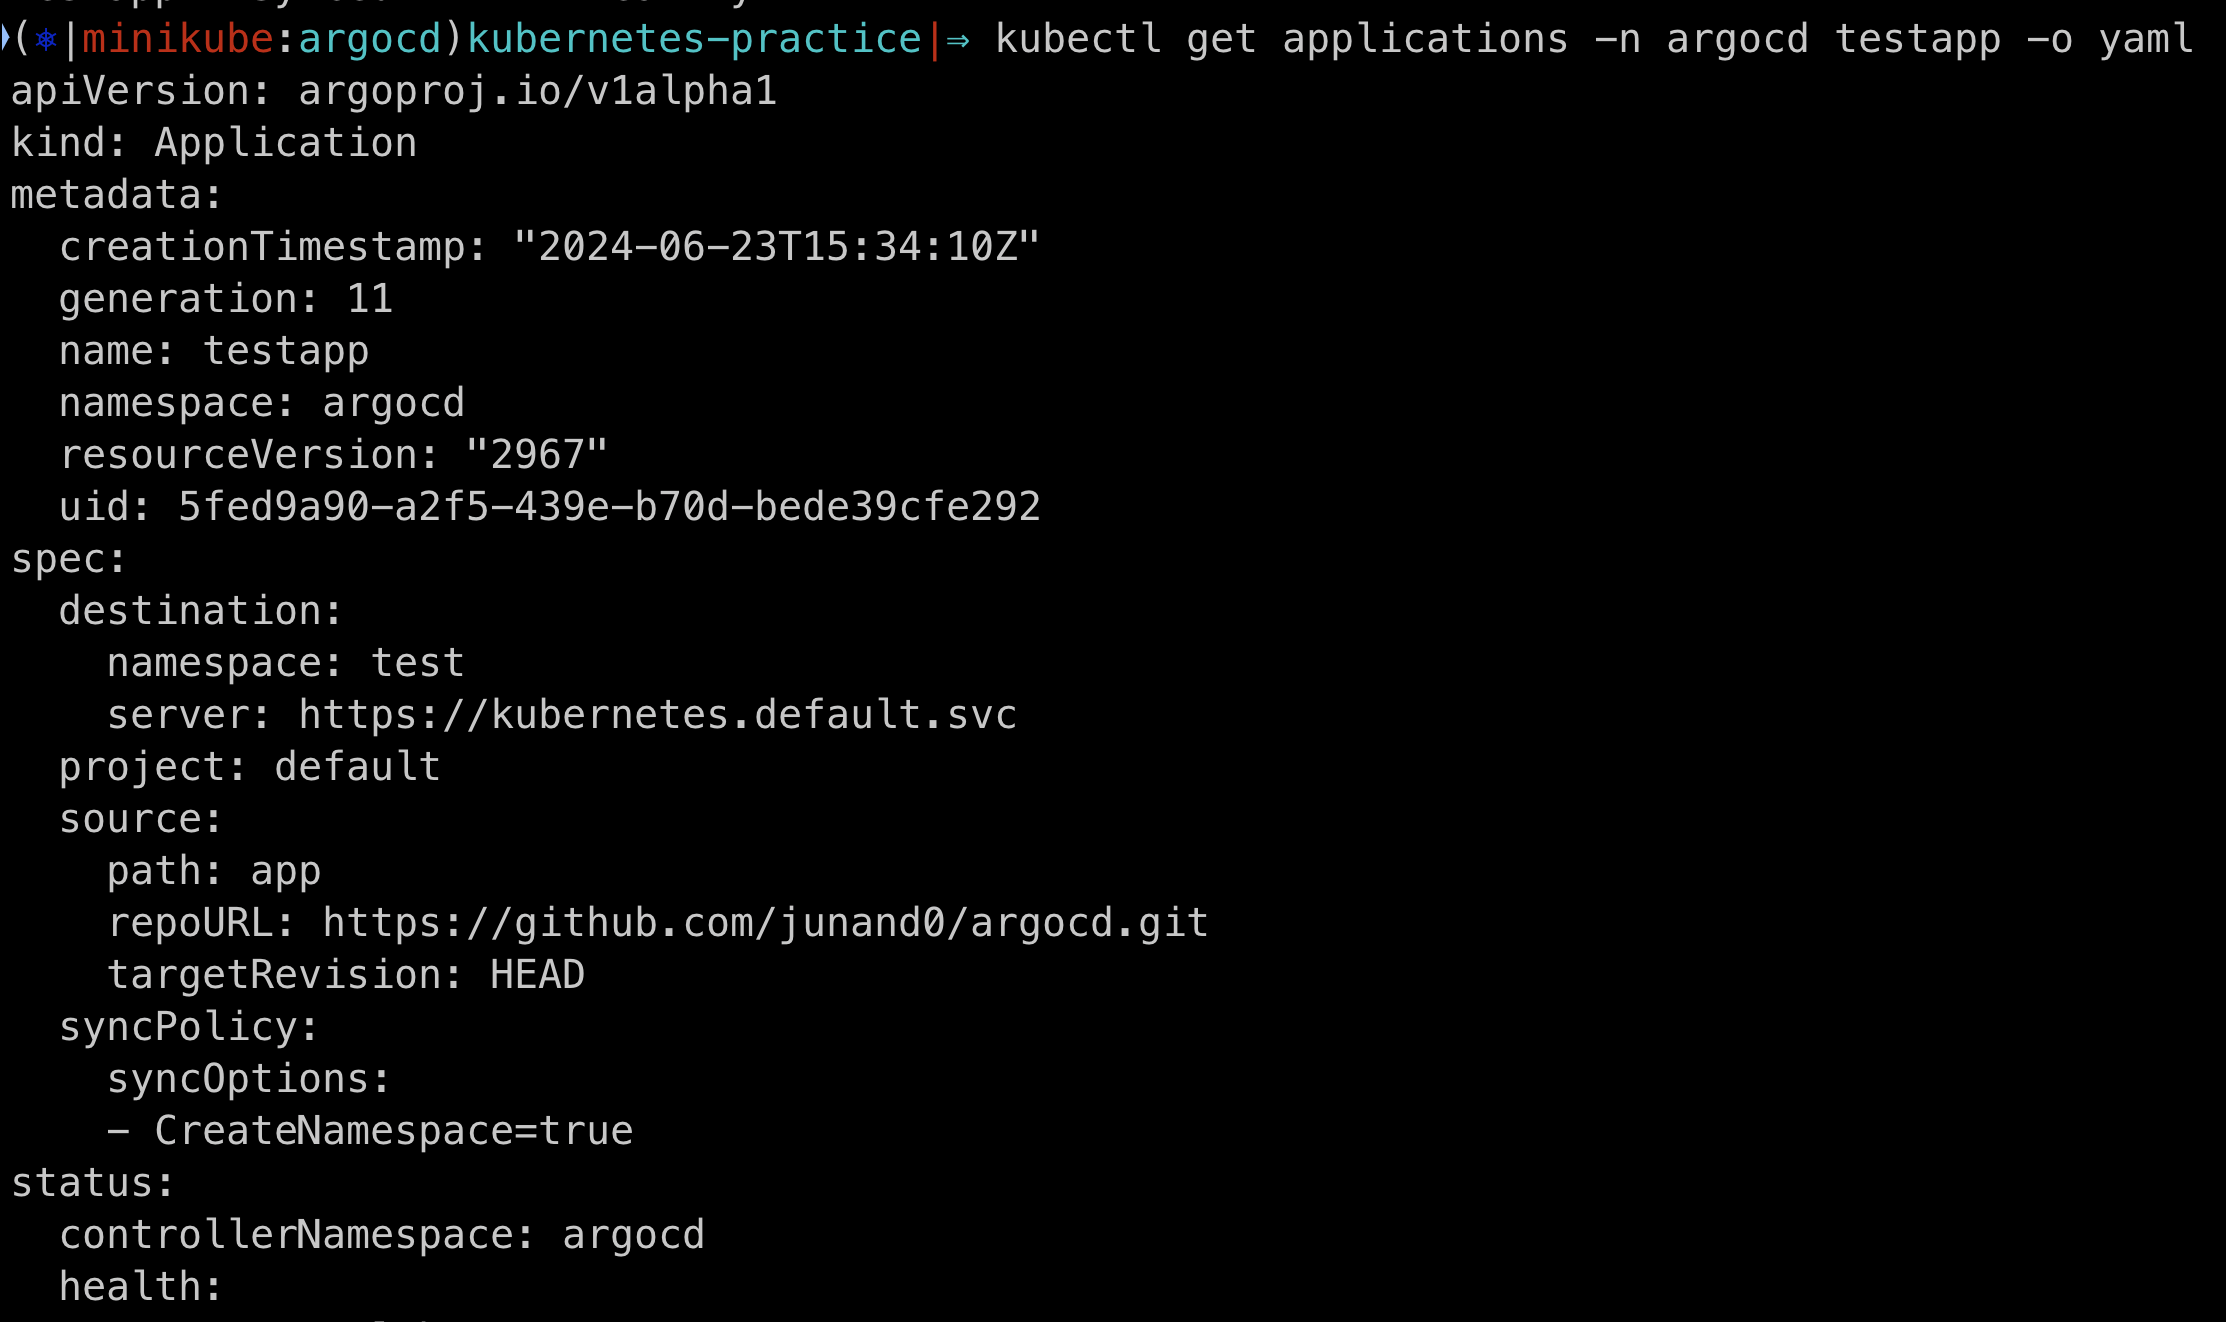 (⎈|minikube:argocd)kubernetes-practice|⇒ kubectl get applications -n argocd testapp -o yaml
apiVersion: argoproj.io/v1alpha1
kind: Application
metadata:
  creationTimestamp: "2024-06-23T15:34:10Z"
  generation: 11
  name: testapp
  namespace: argocd
  resourceVersion: "2967"
  uid: 5fed9a90-a2f5-439e-b70d-bede39cfe292
spec:
  destination:
    namespace: test
    server: https://kubernetes.default.svc
  project: default
  source:
    path: app
    repoURL: https://github.com/junand0/argocd.git
    targetRevision: HEAD
  syncPolicy:
    syncOptions:
    - CreateNamespace=true
status:
  controllerNamespace: argocd
  health: